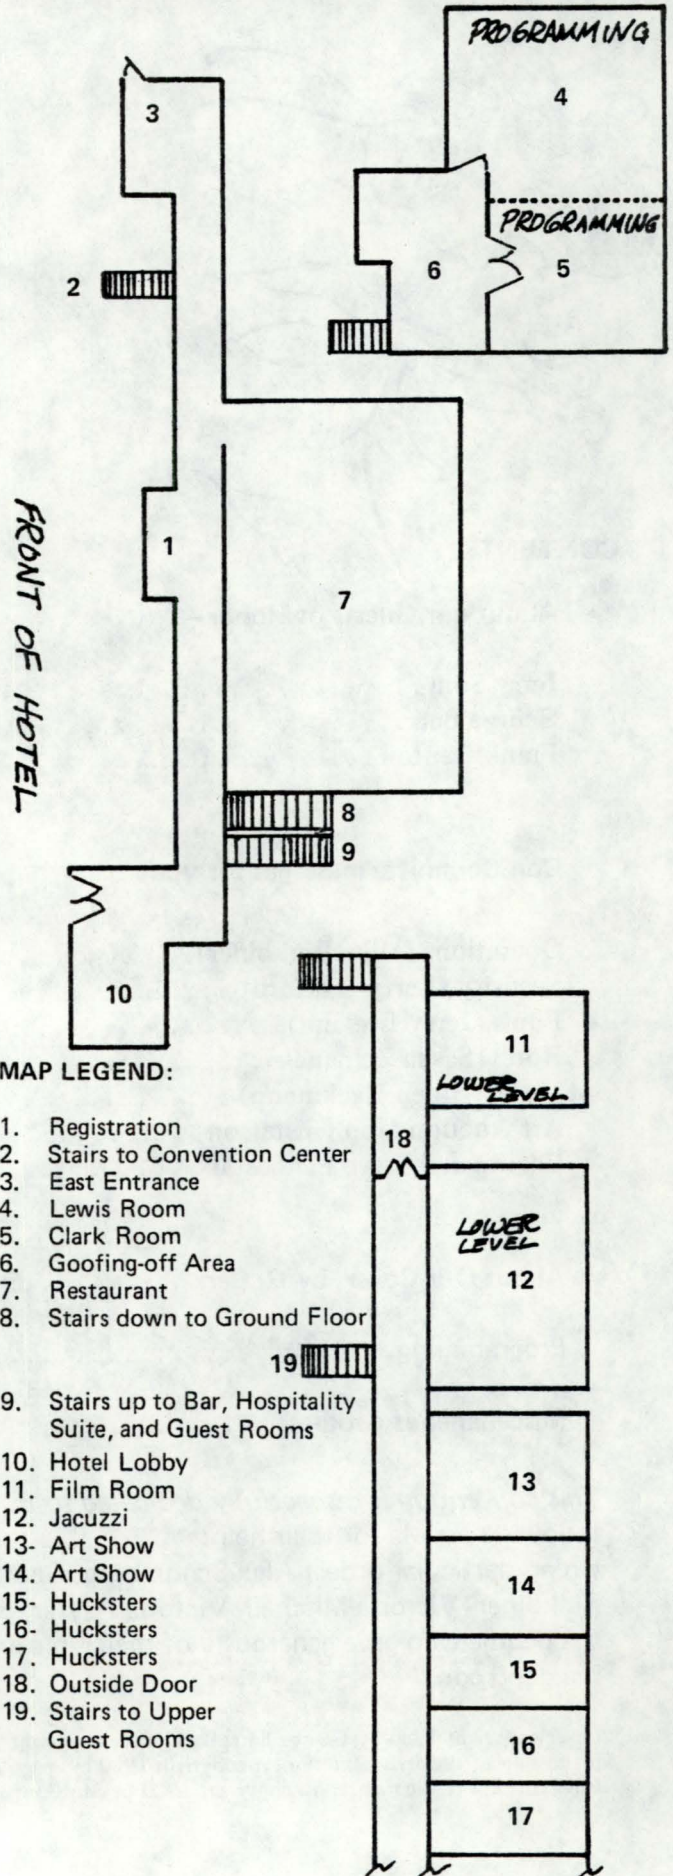 PROGRAMMING
4
3
PROGRAMMING
2
6
5
FRONT OF HOTEL
1
7
8
9
10
11
LOWER LEVEL
18
LOWER
LEVEL
12
19
13
14
15
16
17
MAP LEGEND:
1. Registration
2. Stairs to Convention Center
3. East Entrance
4. Lewis Room
5. Clark Room
6. Goofing-off Area
7. Restaurant
8. Stairs down to Ground Floor
9. Stairs up to Bar, Hospitality
Suite, and Guest Rooms
10. Hotel Lobby
11. Film Room
12. Jacuzzi
13- Art Show
14. Art Show
15- Hucksters
16- Hucksters
17. Hucksters
18. Outside Door
19. Stairs to Upper
Guest Rooms